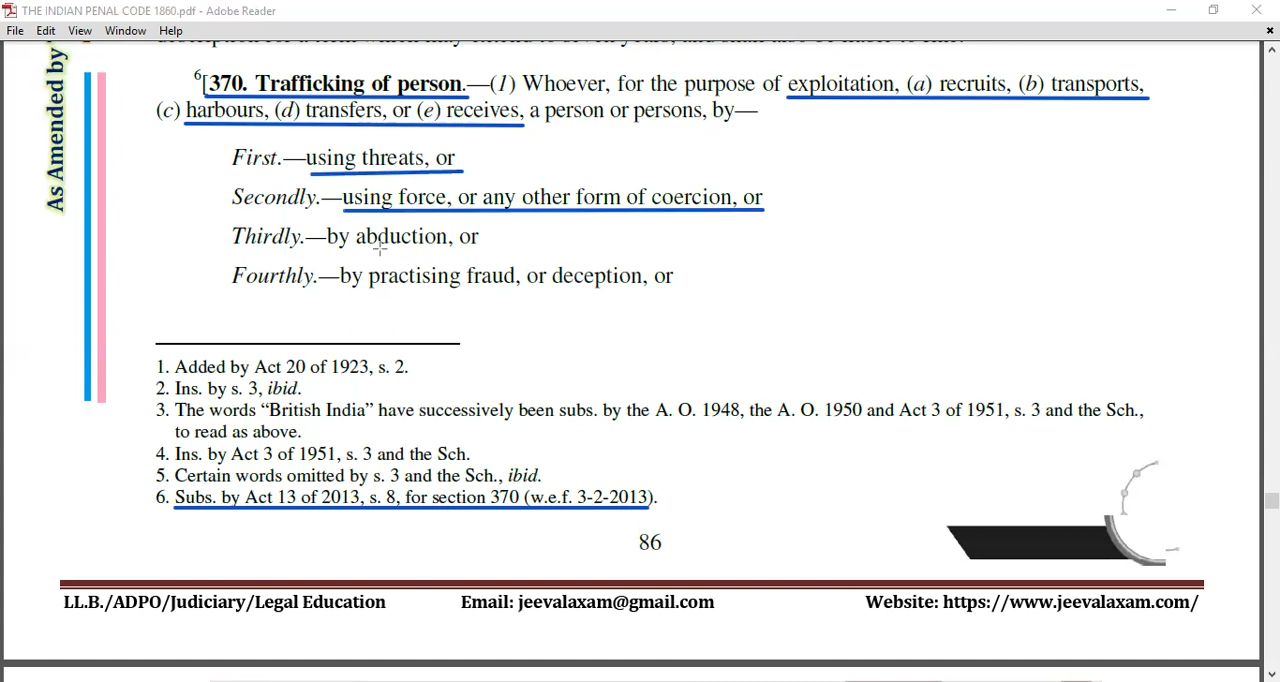 THE INDIAN PENAL CODE 1860.pdf - Adobe Reader
File Edit View Window Help
As Amended by
6[370. Trafficking of person.—(1) Whoever, for the purpose of exploitation, (a) recruits, (b) transports,
(c) harbours, (d) transfers, or (e) receives, a person or persons, by—
First.—using threats, or
Secondly.—using force, or any other form of coercion, or
Thirdly.—by abduction, or
Fourthly.—by practising fraud, or deception, or
1. Added by Act 20 of 1923, s. 2.
2. Ins. by s. 3, ibid.
3. The words “British India” have successively been subs. by the A. O. 1948, the A. O. 1950 and Act 3 of 1951, s. 3 and the Sch.,
to read as above.
4. Ins. by Act 3 of 1951, s. 3 and the Sch.
5. Certain words omitted by s. 3 and the Sch., ibid.
6. Subs. by Act 13 of 2013, s. 8, for section 370 (w.e.f. 3-2-2013).
86
LL.B./ADPO/Judiciary/Legal Education Email: jeevalaxam@gmail.com Website: https://www.jeevalaxam.com/